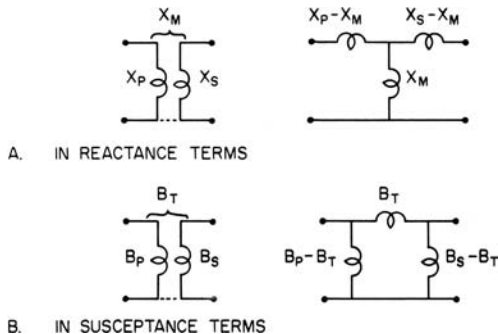 X_M
X_P X_S
X_P-X_M X_S-X_M
X_M
A. IN REACTANCE TERMS
B_T
B_P B_S
B_T
B_P-B_T B_S-B_T
B. IN SUSCEPTANCE TERMS